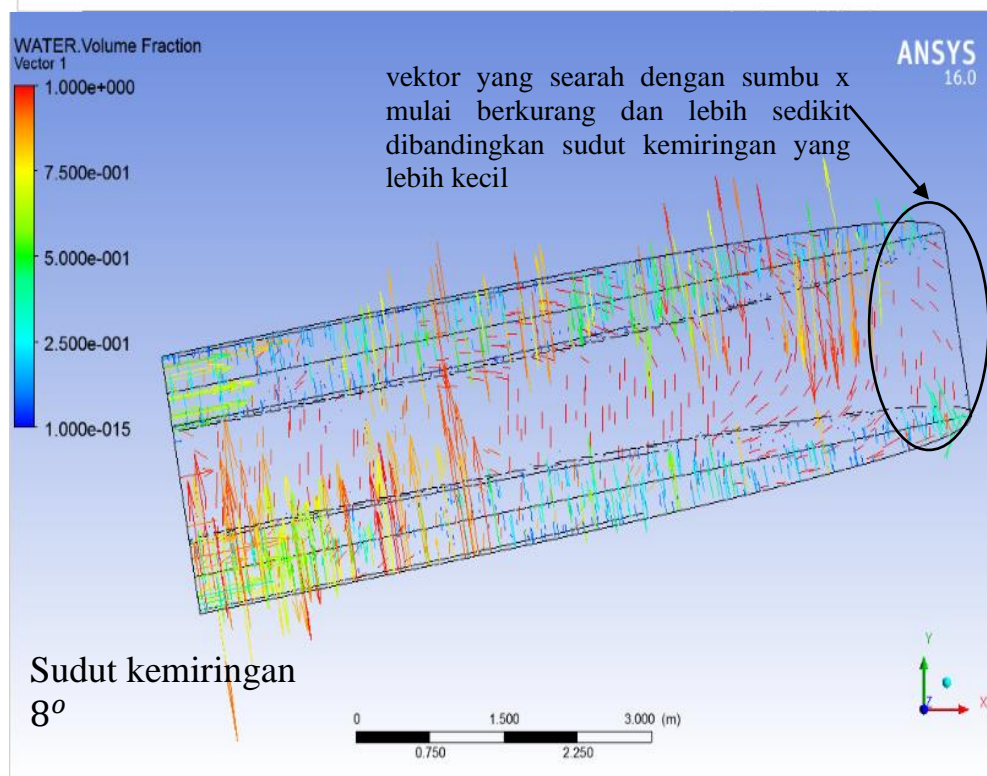 WATER.Volume Fraction
Vector 1
1.000e+000
7.500e-001
5.000e-001
2.500e-001
1.000e-015
ANSYS
16.0
vektor yang searah dengan sumbu x
mulai berkurang dan lebih sedikit
dibandingkan sudut kemiringan yang
lebih kecil
Sudut kemiringan
8º
0 1.500 3.000 (m)
0.750 2.250
Y
Z X